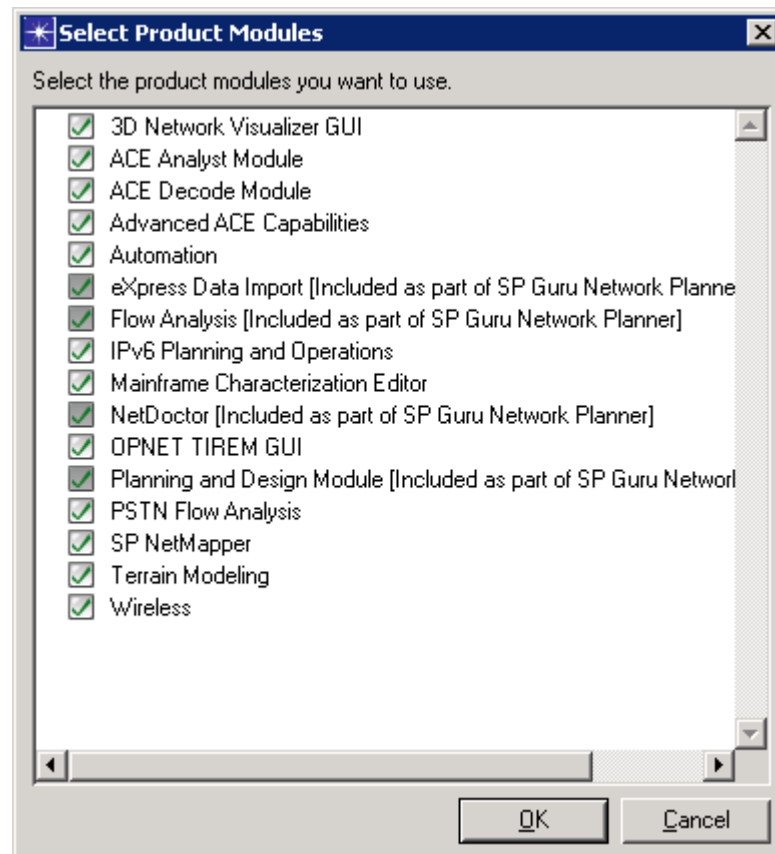 Select Product Modules
Select the product modules you want to use.
3D Network Visualizer GUI
ACE Analyst Module
ACE Decode Module
Advanced ACE Capabilities
Automation
eXpress Data Import [Included as part of SP Guru Network Planne
Flow Analysis [Included as part of SP Guru Network Planner]
IPv6 Planning and Operations
Mainframe Characterization Editor
NetDoctor [Included as part of SP Guru Network Planner]
OPNET TIREM GUI
Planning and Design Module [Included as part of SP Guru Networl
PSTN Flow Analysis
SP NetMapper
Terrain Modeling
Wireless
OK
Cancel